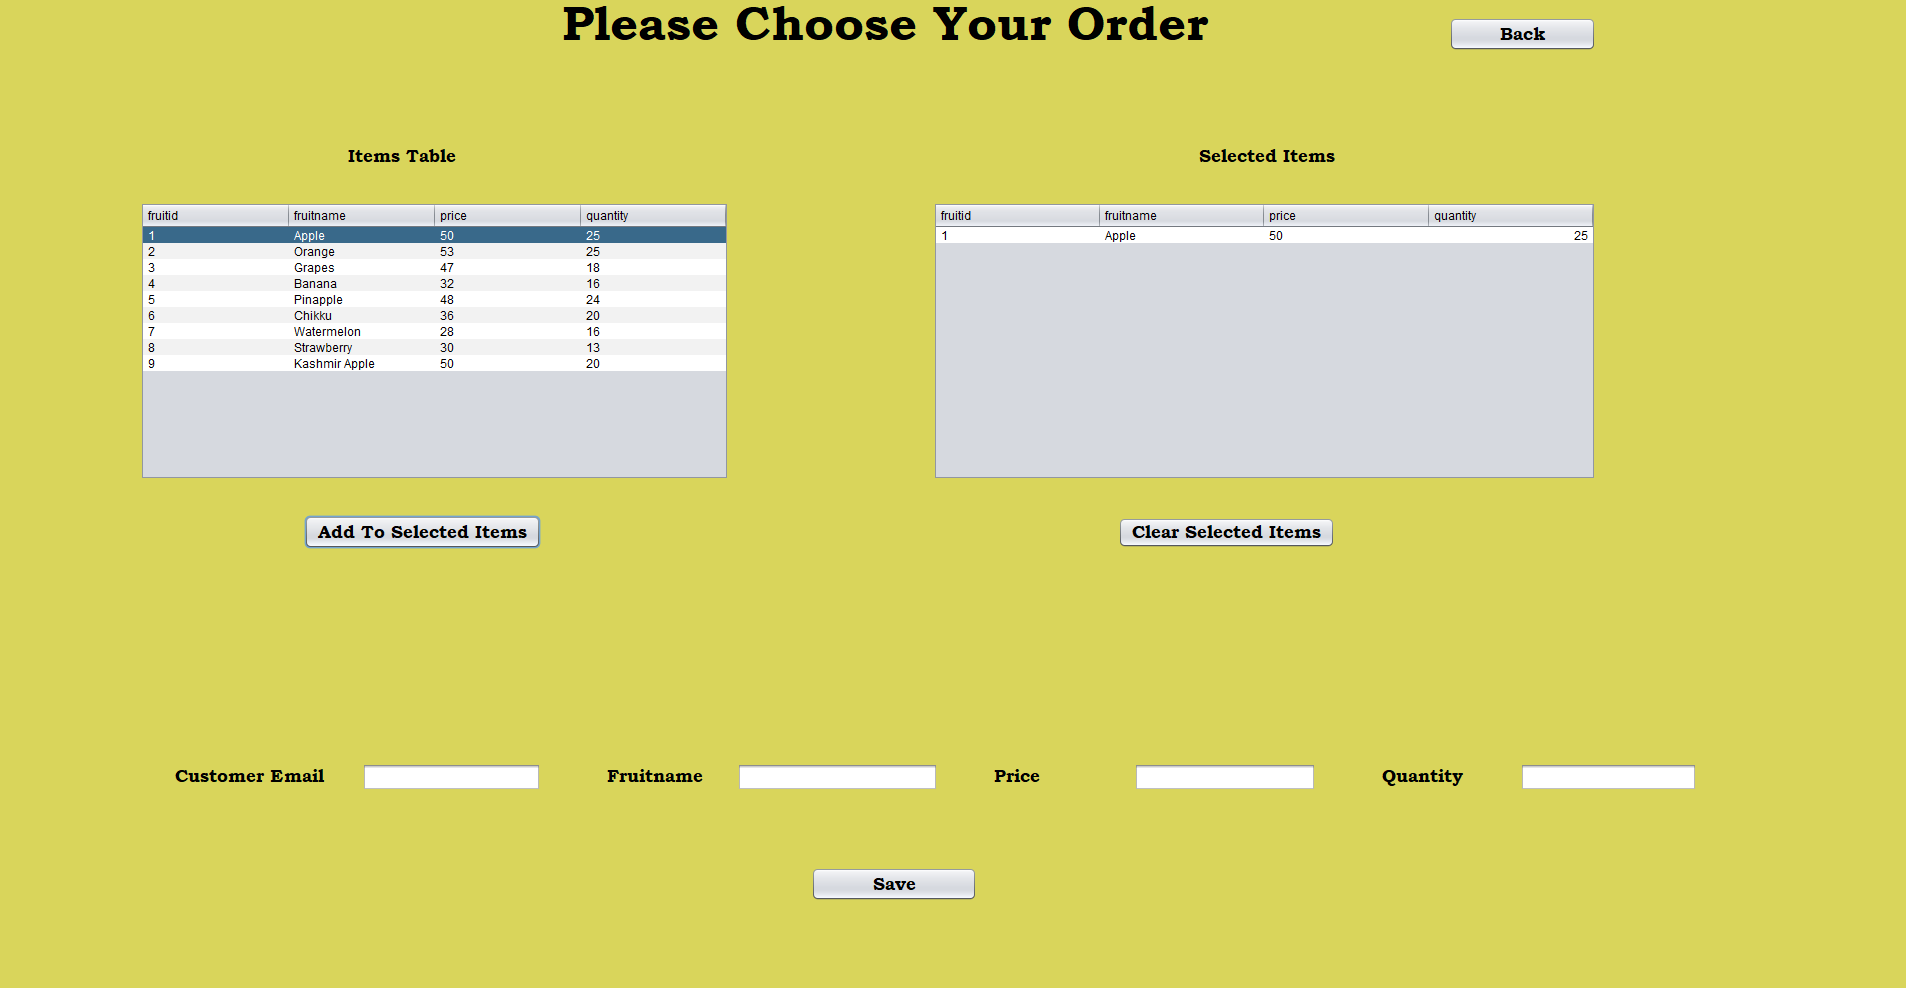 Please Choose Your Order
Back
Items Table
Selected Items
fruitid fruitname price quantity
1 Apple 50 25
2 Orange 53 25
3 Grapes 47 18
4 Banana 32 16
5 Pinapple 48 24
6 Chikku 36 20
7 Watermelon 28 16
8 Strawberry 30 13
9 Kashmir Apple 50 20
fruitid fruitname price quantity
1 Apple 50 25
Add To Selected Items
Clear Selected Items
Customer Email Fruitname Price Quantity
Save